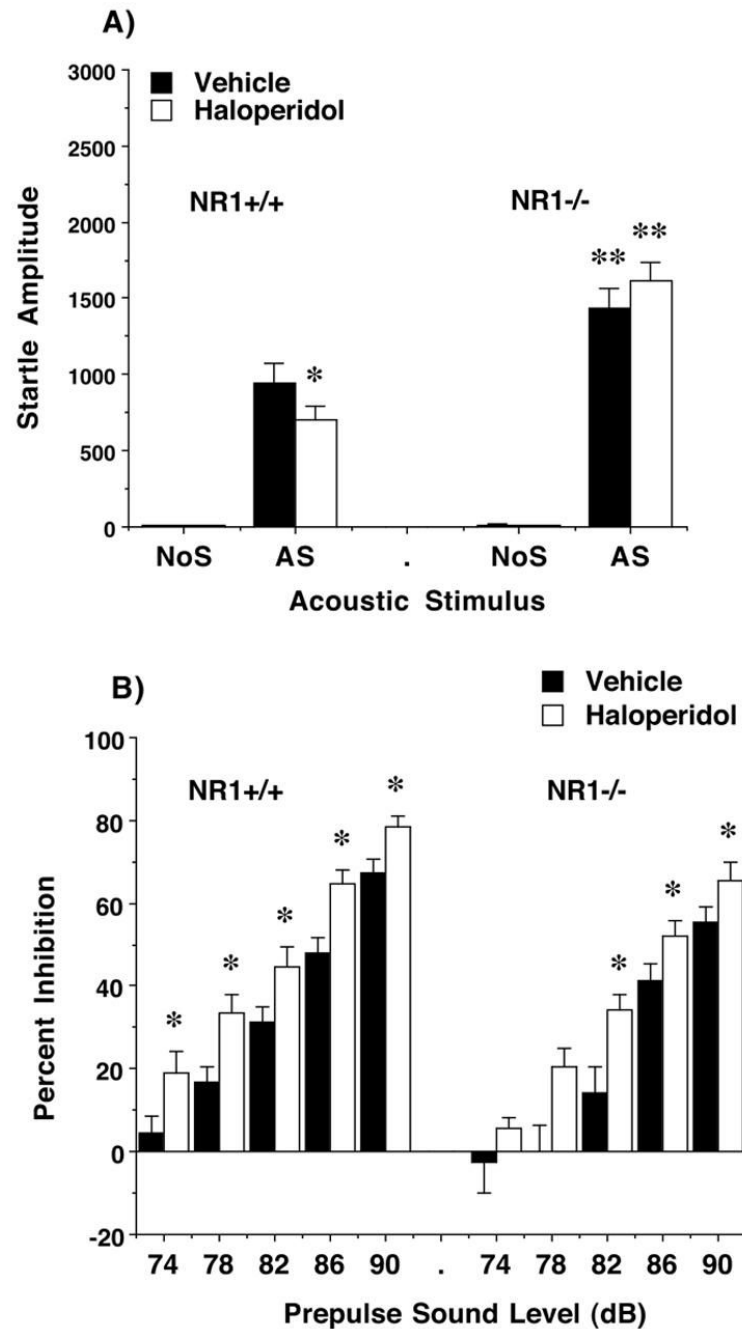 A)
3000
Vehicle
Haloperidol
2500
NR1+/+ NR1-/-
2000
** **
1500
Startle Amplitude
1000
*
500
0
NoS AS . NoS AS
Acoustic Stimulus
B)
Vehicle
Haloperidol
100
NR1+/+ NR1-/-
80
* * * * *
* * *
60
Percent Inhibition
40
20
0
-20
74 78 82 86 90 . 74 78 82 86 90
Prepulse Sound Level (dB)